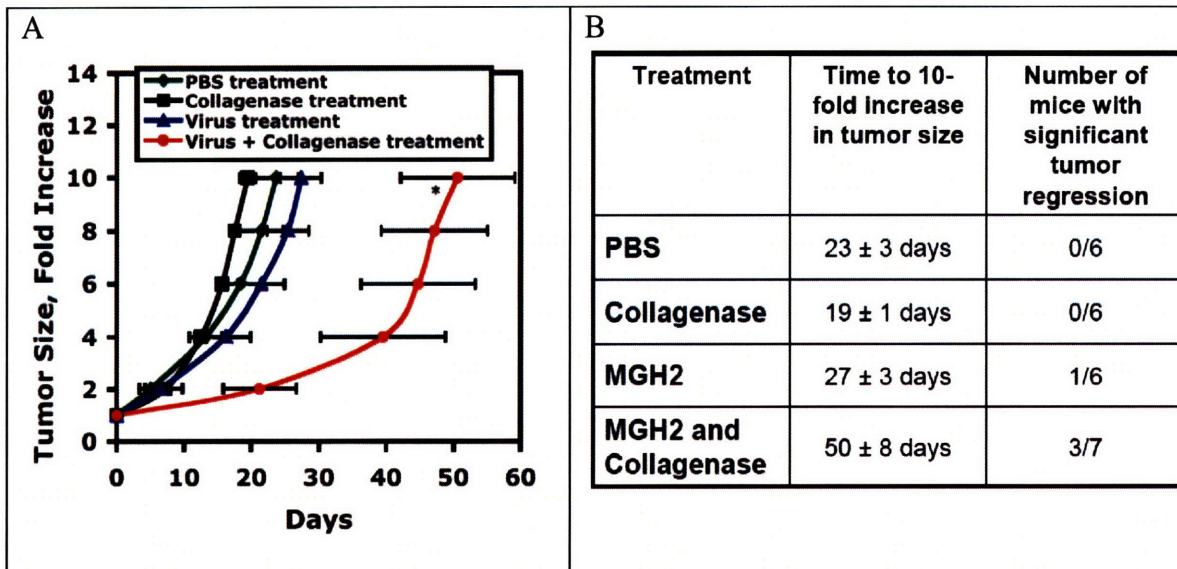 A
PBS treatment
Collagenase treatment
Virus treatment
Virus + Collagenase treatment
Tumor Size, Fold Increase
14
12
10
8
6
4
2
0
*
0 10 20 30 40 50 60
Days
B
Treatment
Time to 10-
fold increase
in tumor size
Number of
mice with
significant
tumor
regression
PBS 23 ± 3 days 0/6
Collagenase 19 ± 1 days 0/6
MGH2 27 ± 3 days 1/6
MGH2 and
Collagenase 50 ± 8 days 3/7